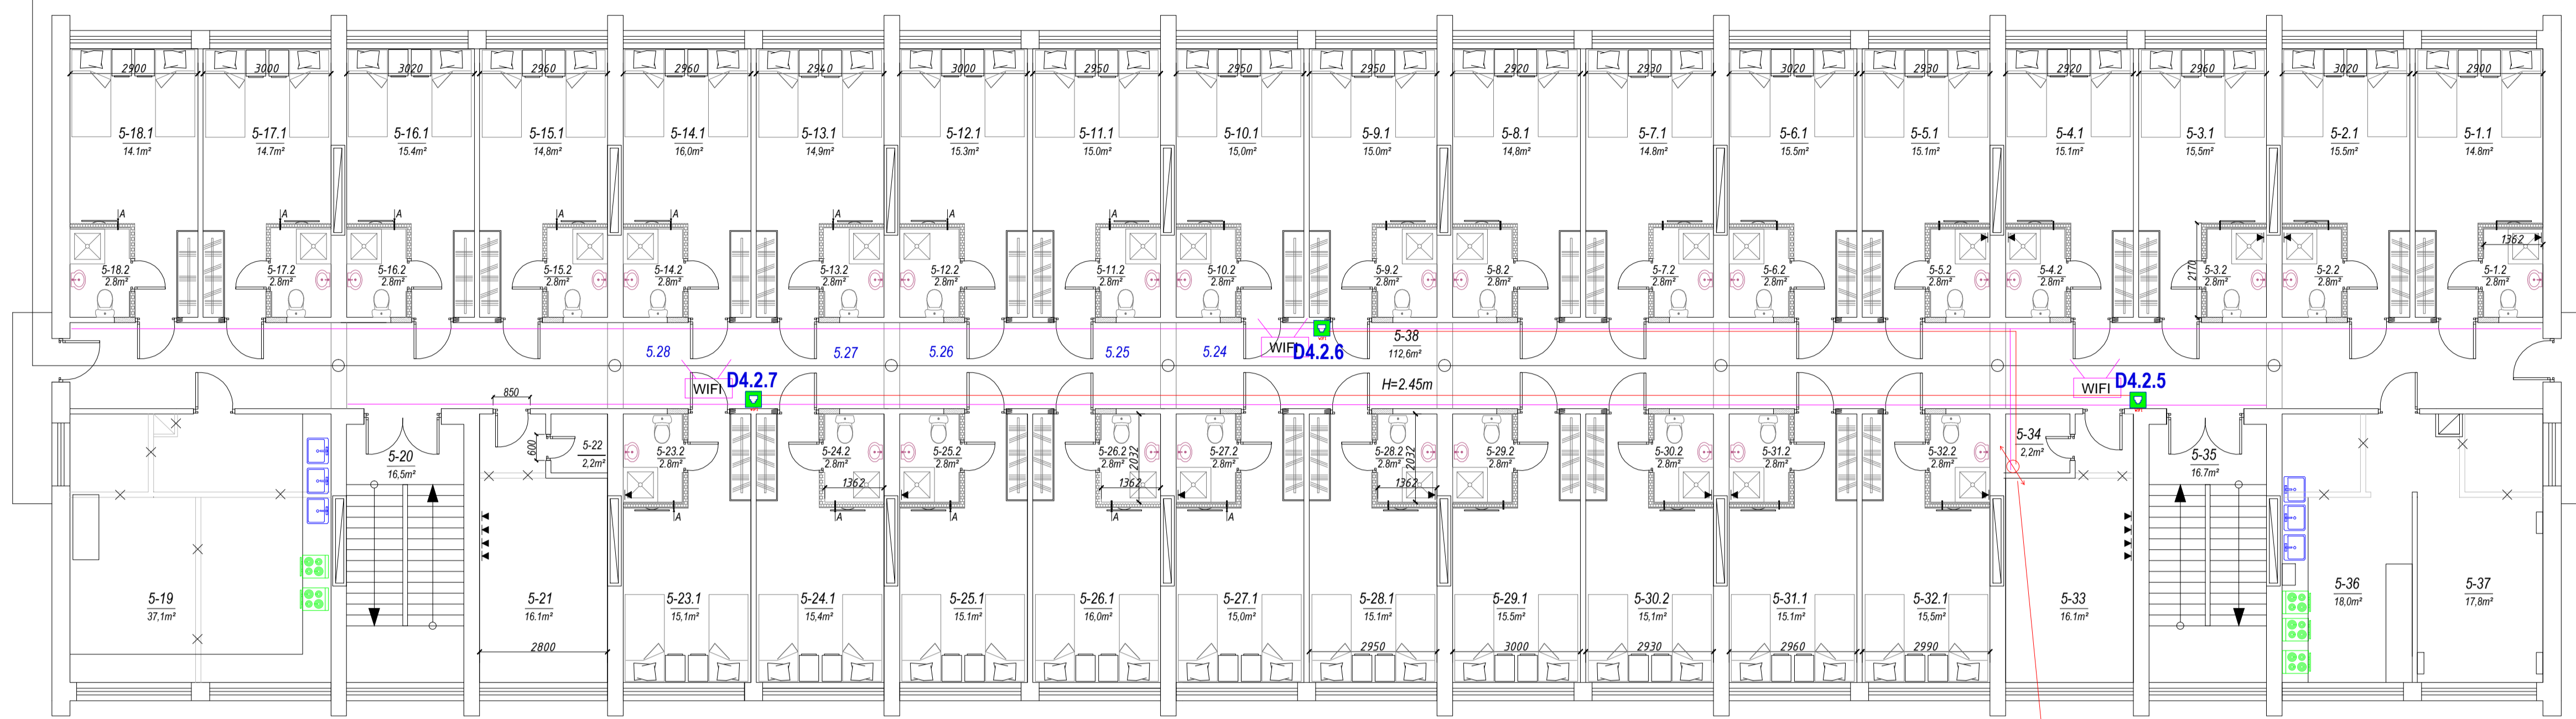 2900
3000
3020
2960
2960
2940
3000
2950
2950
2950
2920
2930
3020
2930
2920
2960
3020
2900
5-18.1
14.1m²
5-17.1
14.7m²
5-16.1
15.4m²
5-15.1
14,8m²
5-14.1
16,0m²
5-13.1
14,9m²
5-12.1
15.3m²
5-11.1
15.0m²
5-10.1
15,0m²
5-9.1
15.0m²
5-8.1
14,8m²
5-7.1
14.8m²
5-6.1
15.5m²
5-5.1
15.1m²
5-4.1
15.1m²
5-3.1
15,5m²
5-2.1
15.5m²
5-1.1
14.8m²
A
A
A
A
A
A
A
A
A
1362
2170
5-18.2
2.8m²
5-17.2
2.8m²
5-16.2
2.8m²
5-15.2
2.8m²
5-14.2
2.8m²
5-13.2
2.8m²
5-12.2
2.8m²
5-11.2
2.8m²
5-10.2
2.8m²
5-9.2
2.8m²
5-8.2
2.8m²
5-7.2
2.8m²
5-6.2
2.8m²
5-5.2
2.8m²
5-4.2
2.8m²
5-3.2
2.8m²
5-2.2
2.8m²
5-1.2
2.8m²
5.28
5.27
5.26
5.25
5.24
WIFI
D4.2.6
5-38
112,6m²
H=2.45m
WIFI
D4.2.7
WIFI
D4.2.5
850
600
5-20
16,5m²
5-22
2,2m²
5-23.2
2.8m²
5-24.2
2.8m²
5-25.2
2.8m²
5-26.2
2.8m²
5-27.2
2.8m²
5-28.2
2.8m²
5-29.2
2.8m²
5-30.2
2.8m²
5-31.2
2.8m²
5-32.2
2.8m²
5-34
2,2m²
5-35
16.7m²
2032
2032
1362
1362
1362
A
A
A
A
5-19
37,1m²
5-21
16.1m²
5-23.1
15,1m²
5-24.1
15,4m²
5-25.1
15.1m²
5-26.1
16,0m²
5-27.1
15,0m²
5-28.1
15.1m²
5-29.1
15.5m²
5-30.2
15,1m²
5-31.1
15.1m²
5-32.1
15,5m²
5-33
16.1m²
5-36
18,0m²
5-37
17,8m²
2800
2950
3000
2930
2960
2990